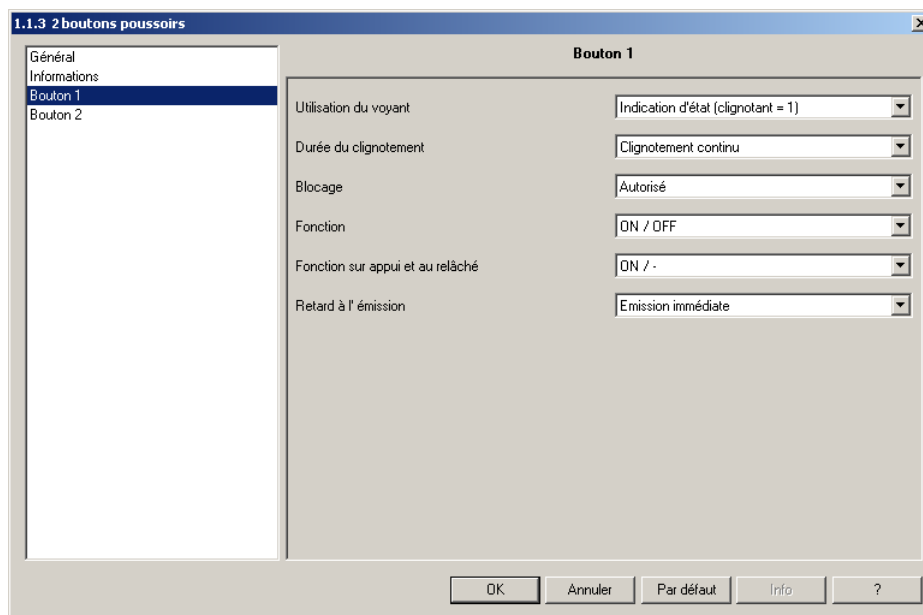 1.1.3 2 boutons poussoirs
Général
Informations
Bouton 1
Bouton 2
Bouton 1
Utilisation du voyant
Indication d'état (clignotant = 1)
Durée du clignotement
Clignotement continu
Blocage
Autorisé
Fonction
ON / OFF
Fonction sur appui et au relâché
ON / -
Retard à l' émission
Emission immédiate
OK
Annuler
Par défaut
Info
?